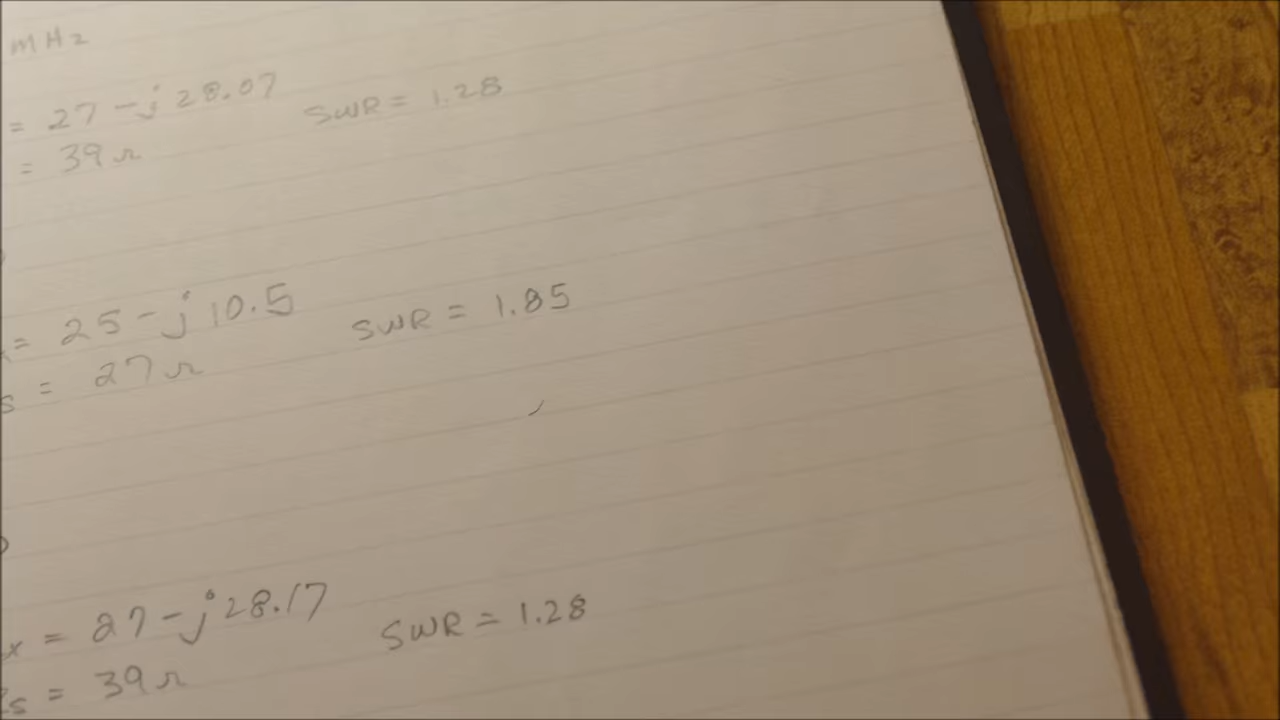 MHz
= 27 - j 28.07 SWR = 1.28
= 39 Ω
= 25 - j 10.5 SWR = 1.85
s = 27 Ω
x = 27 - j 28.17 SWR = 1.28
Zs = 39 Ω